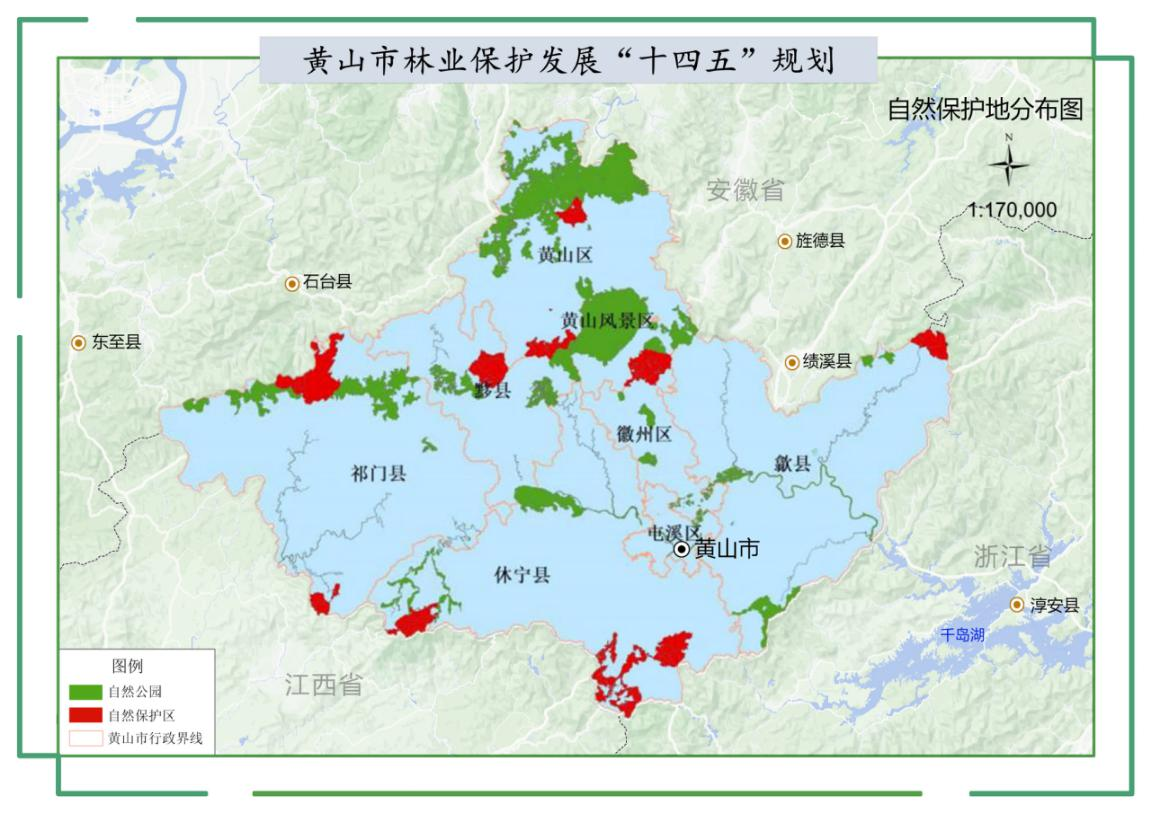 黄山市林业保护发展“十四五”规划
自然保护地分布图
N
1:170,000
安徽省
旌德县
黄山区
石台县
黄山风景区
东至县
绩溪县
黟县
徽州区
歙县
祁门县
屯溪区
黄山市
浙江省
休宁县
淳安县
千岛湖
江西省
图例
自然公园
自然保护区
黄山市行政界线